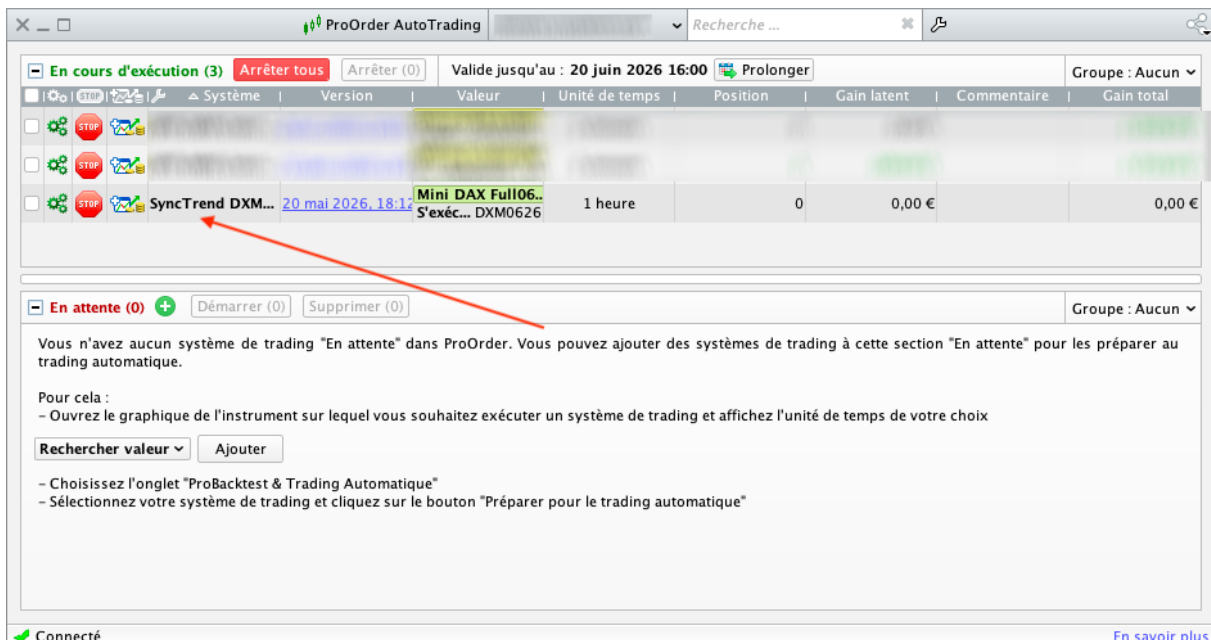 ProOrder AutoTrading
Recherche ...
En cours d'exécution (3) Arrêter tous Arrêter (0) Valide jusqu'au : 20 juin 2026 16:00 Prolonger Groupe : Aucun
STOP Système Version Valeur Unité de temps Position Gain latent Commentaire Gain total
STOP
STOP
STOP SyncTrend DXM... 20 mai 2026, 18:12 Mini DAX Full06.. 1 heure 0 0,00 € 0,00 €
S'exéc... DXM0626
En attente (0) Démarrer (0) Supprimer (0) Groupe : Aucun
Vous n'avez aucun système de trading "En attente" dans ProOrder. Vous pouvez ajouter des systèmes de trading à cette section "En attente" pour les préparer au
trading automatique.
Pour cela :
– Ouvrez le graphique de l'instrument sur lequel vous souhaitez exécuter un système de trading et affichez l'unité de temps de votre choix
Rechercher valeur Ajouter
– Choisissez l'onglet "ProBacktest & Trading Automatique"
– Sélectionnez votre système de trading et cliquez sur le bouton "Préparer pour le trading automatique"
Connecté En savoir plus